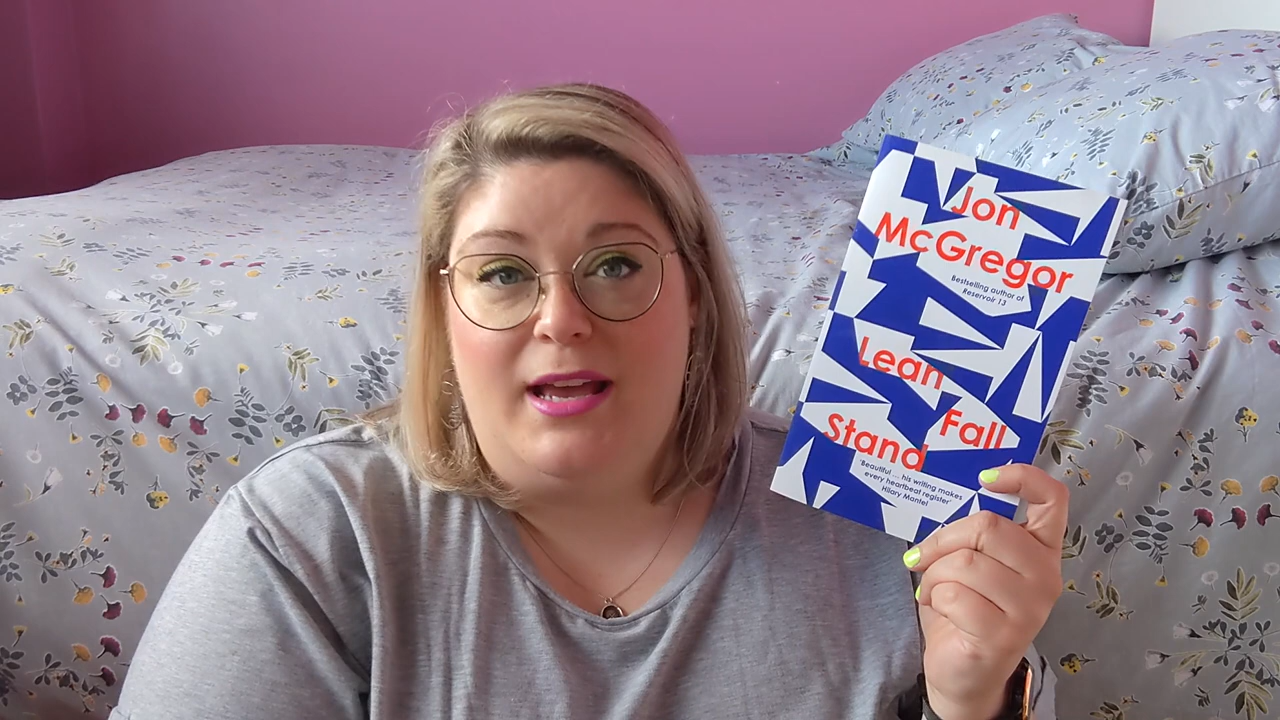 Jon
McGregor
Bestselling author of
Reservoir 13
Lean
Fall
Stand
'Beautiful ... his writing makes
every heartbeat register'
Hilary Mantel